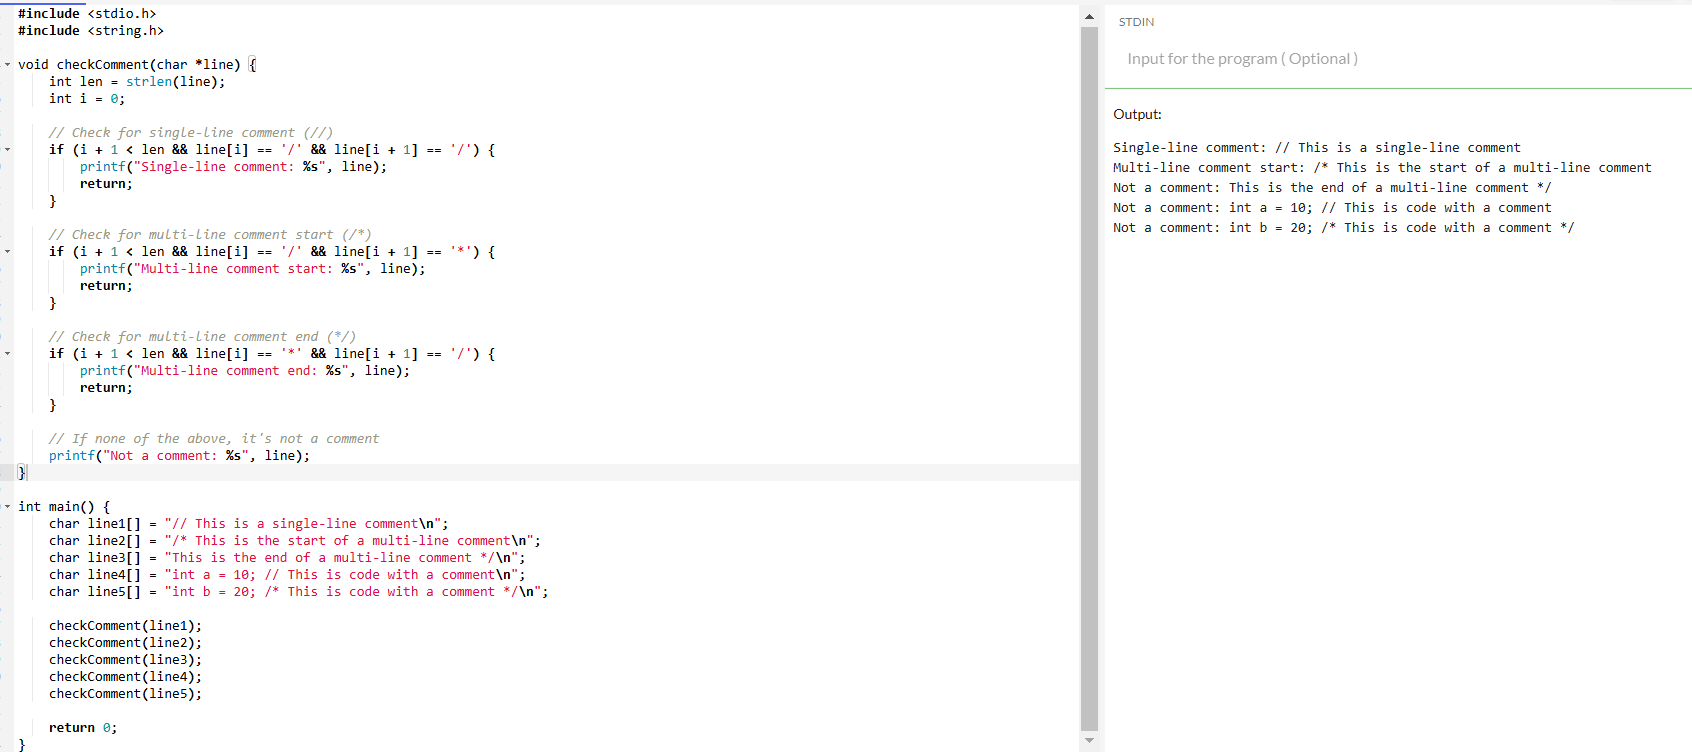 #include <stdio.h>
#include <string.h>
void checkComment(char *line) {
    int len = strlen(line);
    int i = 0;
    // Check for single-line comment (//)
    if (i + 1 < len && line[i] == '/' && line[i + 1] == '/') {
        printf("Single-line comment: %s", line);
        return;
    }
    // Check for multi-line comment start (/*)
    if (i + 1 < len && line[i] == '/' && line[i + 1] == '*') {
        printf("Multi-line comment start: %s", line);
        return;
    }
    // Check for multi-line comment end (*/)
    if (i + 1 < len && line[i] == '*' && line[i + 1] == '/') {
        printf("Multi-line comment end: %s", line);
        return;
    }
    // If none of the above, it's not a comment
    printf("Not a comment: %s", line);
}
int main() {
    char line1[] = "// This is a single-line comment\n";
    char line2[] = "/* This is the start of a multi-line comment\n";
    char line3[] = "This is the end of a multi-line comment */\n";
    char line4[] = "int a = 10; // This is code with a comment\n";
    char line5[] = "int b = 20; /* This is code with a comment */\n";
    checkComment(line1);
    checkComment(line2);
    checkComment(line3);
    checkComment(line4);
    checkComment(line5);
    return 0;
}
STDIN
Input for the program ( Optional )
Output:
Single-line comment: // This is a single-line comment
Multi-line comment start: /* This is the start of a multi-line comment
Not a comment: This is the end of a multi-line comment */
Not a comment: int a = 10; // This is code with a comment
Not a comment: int b = 20; /* This is code with a comment */